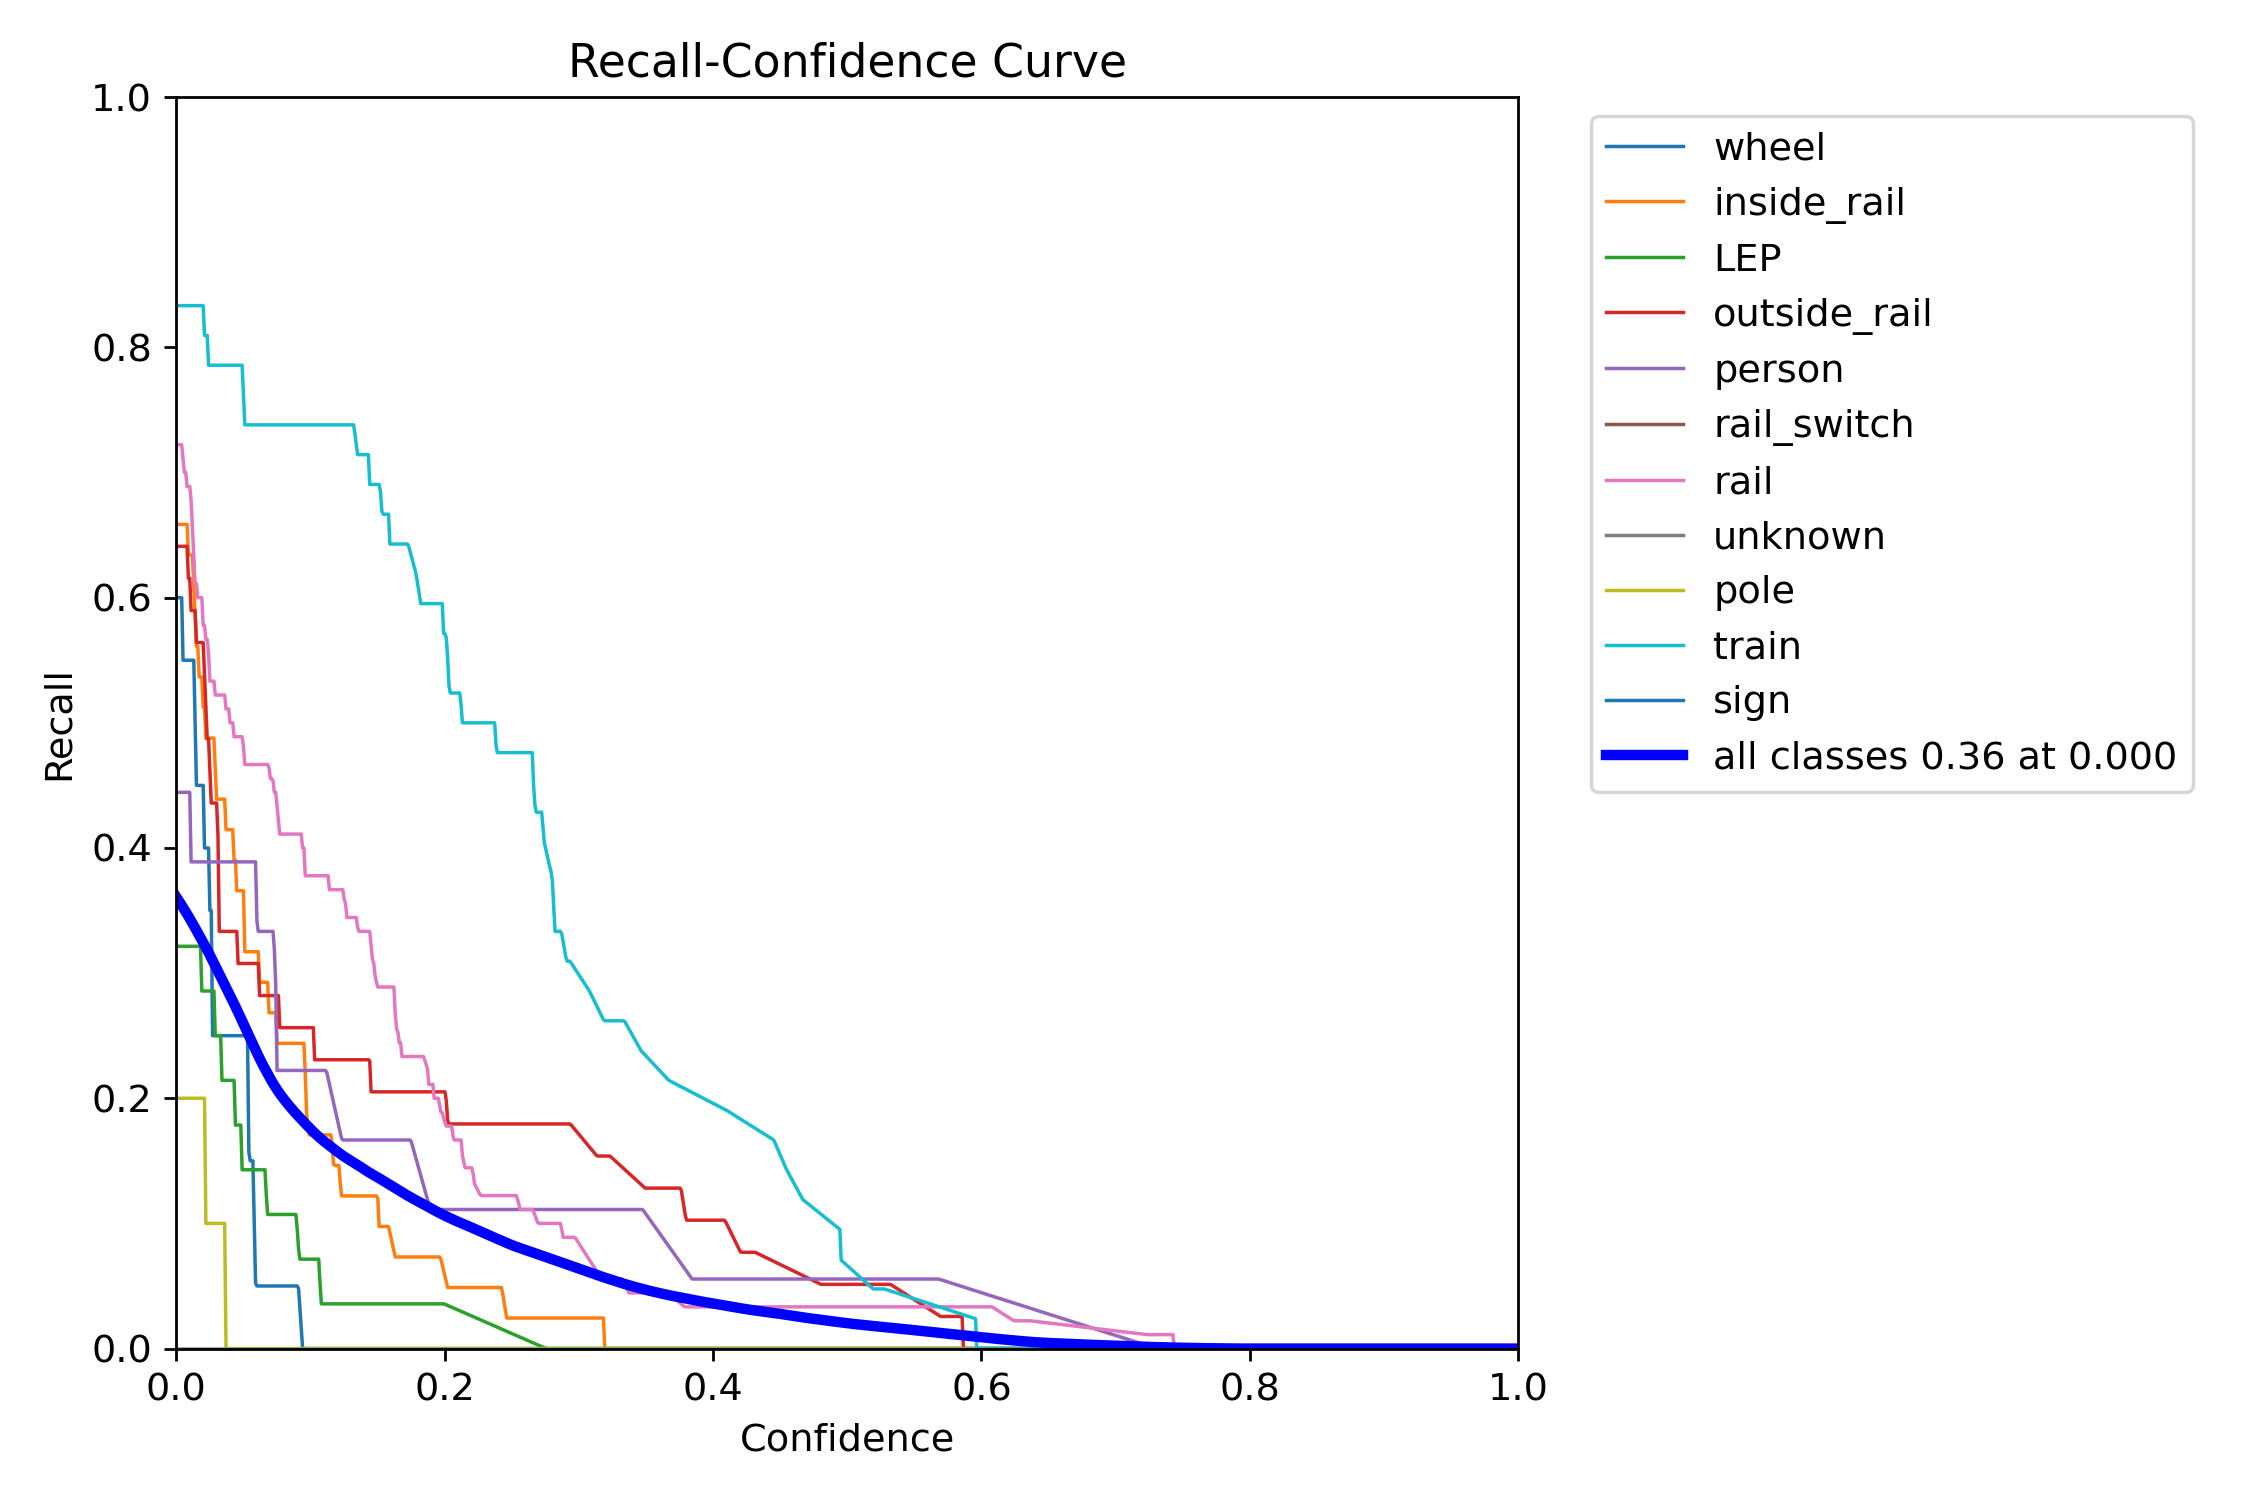 Recall-Confidence Curve
1.0
0.8
0.6
0.4
0.2
0.0
Recall
0.0 0.2 0.4 0.6 0.8 1.0
Confidence
wheel
inside_rail
LEP
outside_rail
person
rail_switch
rail
unknown
pole
train
sign
all classes 0.36 at 0.000